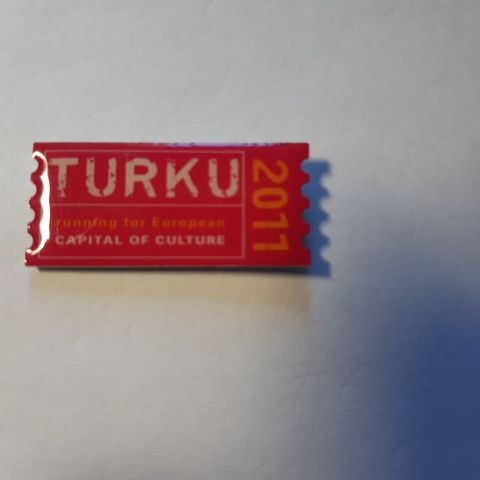 TURKU
running for European
CAPITAL OF CULTURE
2011